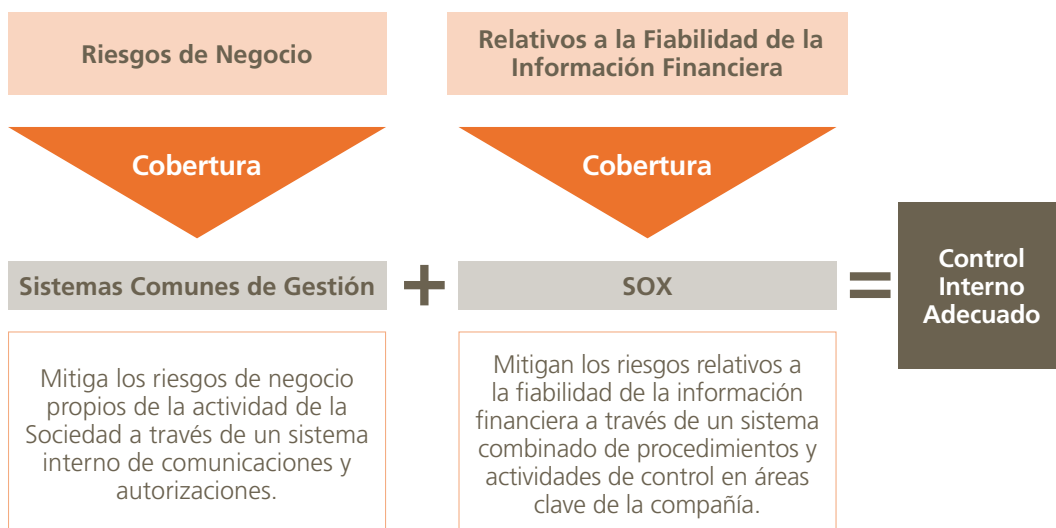 Riesgos de Negocio
Relativos a la Fiabilidad de la
Información Financiera
Cobertura
Cobertura
Sistemas Comunes de Gestión
+
SOX
=
Control
Interno
Adecuado
Mitiga los riesgos de negocio
propios de la actividad de la
Sociedad a través de un sistema
interno de comunicaciones y
autorizaciones.
Mitigan los riesgos relativos a
la fiabilidad de la información
financiera a través de un sistema
combinado de procedimientos y
actividades de control en áreas
clave de la compañía.